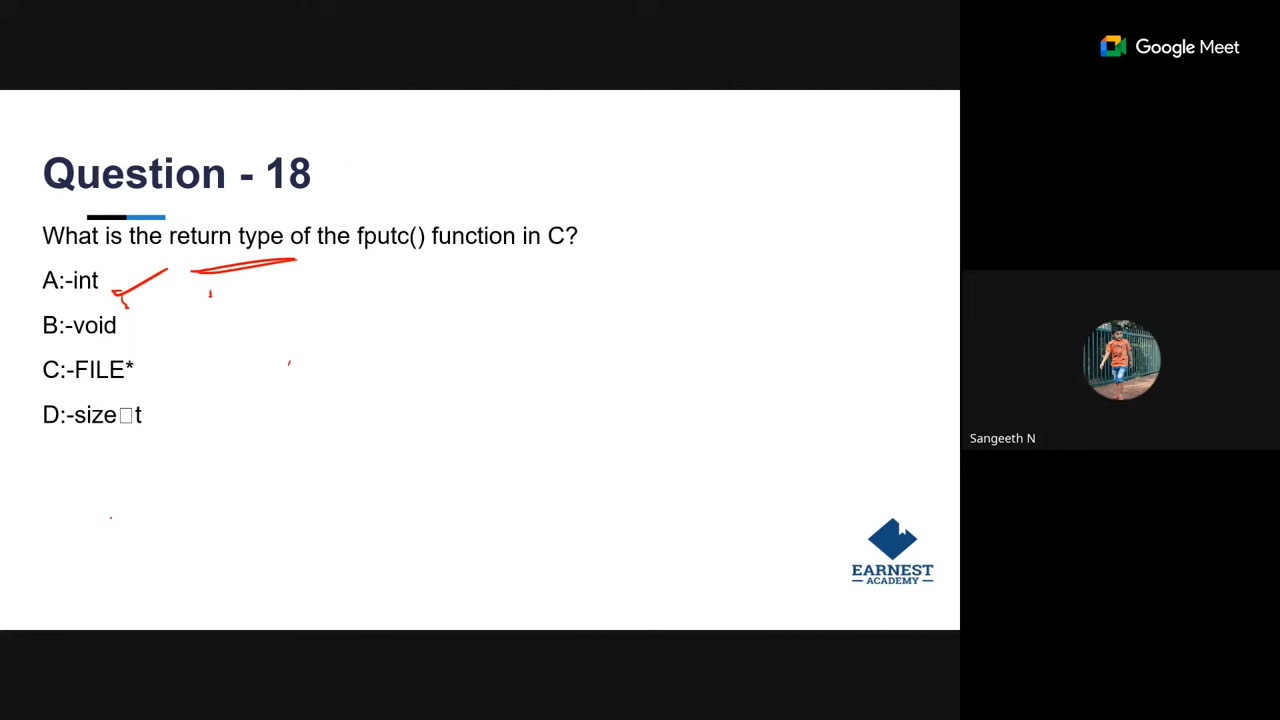 Google Meet
Question - 18
What is the return type of the fputc() function in C?
A:-int
B:-void
C:-FILE*
D:-size□t
Sangeeth N
EARNEST
ACADEMY